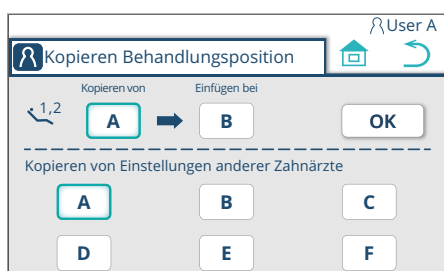 User A
Kopieren Behandlungsposition
Kopieren von Einfügen bei
1,2 A B OK
Kopieren von Einstellungen anderer Zahnärzte
A B C
D E F